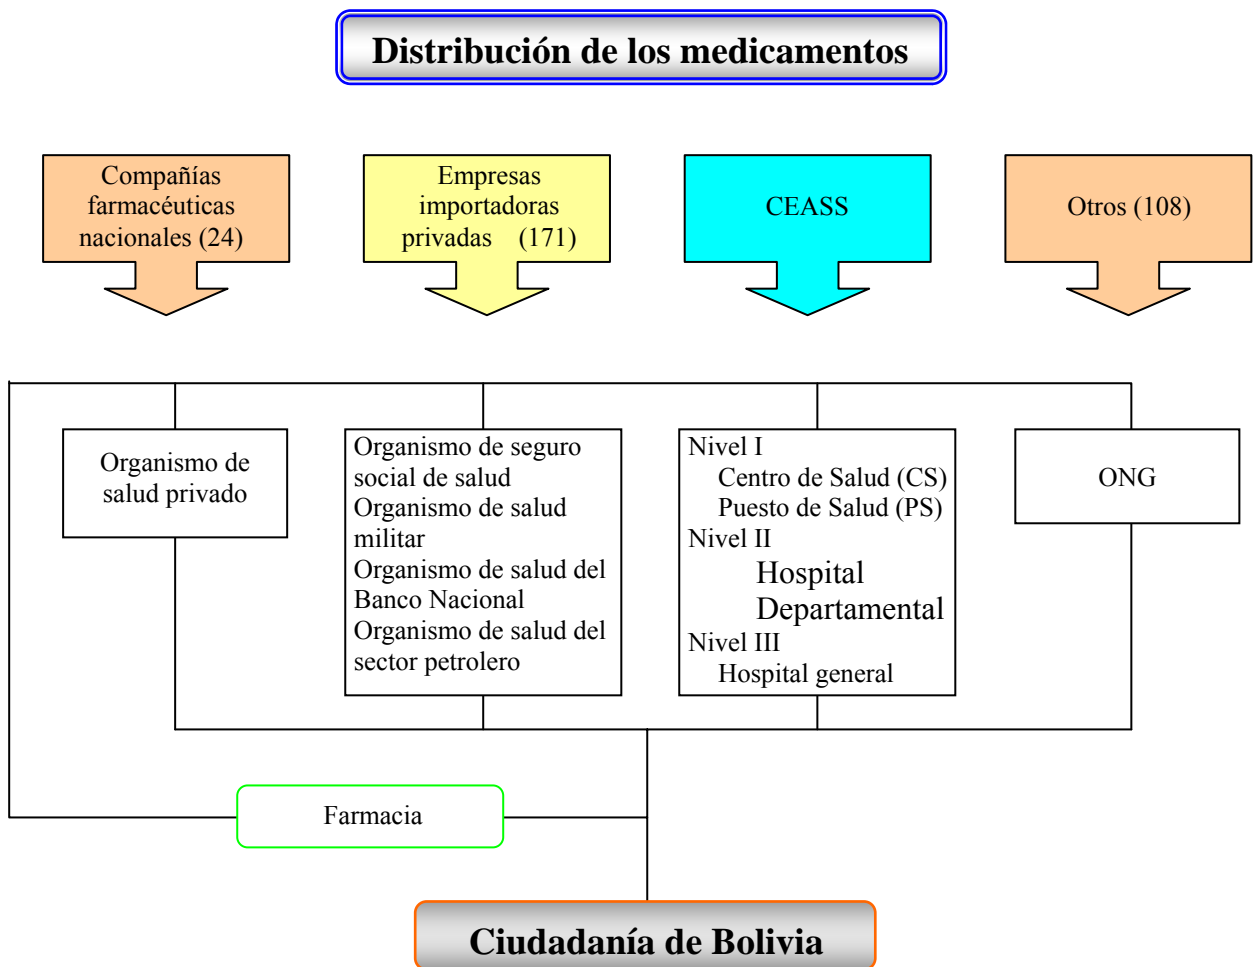 Distribución de los medicamentos
Compañías
farmacéuticas
nacionales (24)
Empresas
importadoras
privadas (171)
CEASS
Otros (108)
Organismo de
salud privado
Organismo de seguro
social de salud
Organismo de salud
militar
Organismo de salud del
Banco Nacional
Organismo de salud del
sector petrolero
Nivel I
Centro de Salud (CS)
Puesto de Salud (PS)
Nivel II
Hospital
Departamental
Nivel III
Hospital general
ONG
Farmacia
Ciudadanía de Bolivia